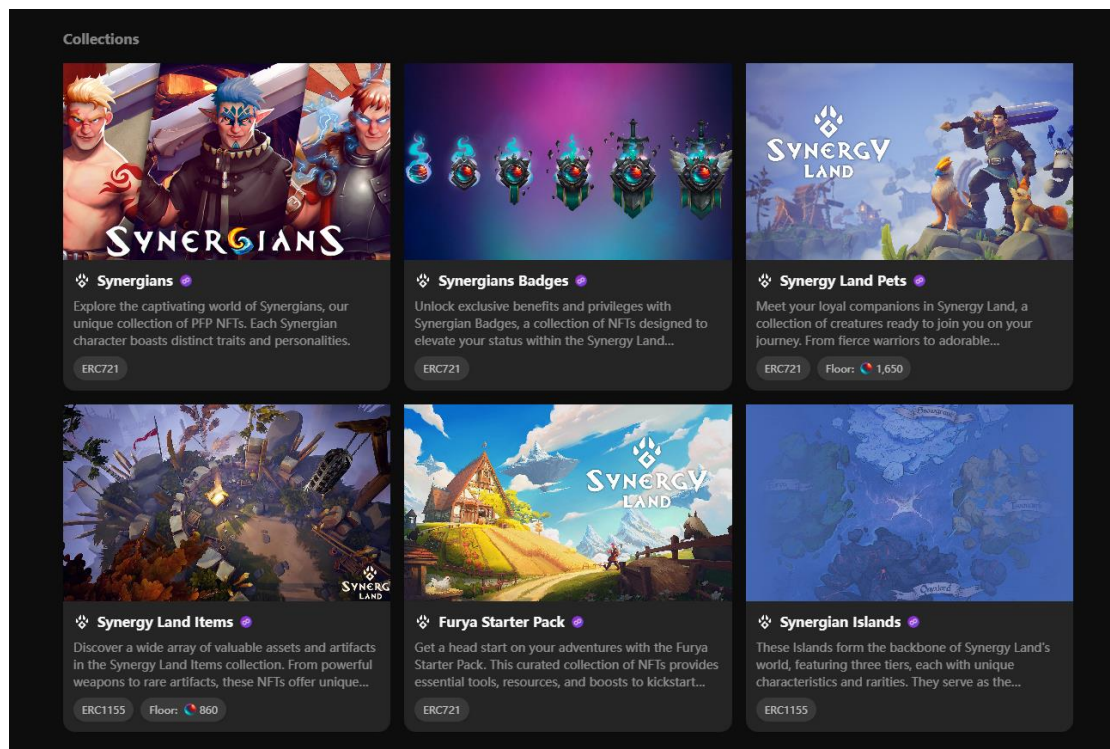 Collections
SYNERGIANS
SYNERGY
LAND
Synergians
Synergians Badges
Synergy Land Pets
Explore the captivating world of Synergians, our
unique collection of PFP NFTs. Each Synergian
character boasts distinct traits and personalities.
Unlock exclusive benefits and privileges with
Synergian Badges, a collection of NFTs designed to
elevate your status within the Synergy Land...
Meet your loyal companions in Synergy Land, a
collection of creatures ready to join you on your
journey. From fierce warriors to adorable...
ERC721
ERC721
ERC721
Floor: 1,650
SYNERG
LAND
SYNERGY
LAND
Synergy Land Items
Furya Starter Pack
Synergian Islands
Discover a wide array of valuable assets and artifacts
in the Synergy Land Items collection. From powerful
weapons to rare artifacts, these NFTs offer unique...
Get a head start on your adventures with the Furya
Starter Pack. This curated collection of NFTs provides
essential tools, resources, and boosts to kickstart...
These Islands form the backbone of Synergy Land's
world, featuring three tiers, each with unique
characteristics and rarities. They serve as the...
ERC1155
Floor: 860
ERC721
ERC1155